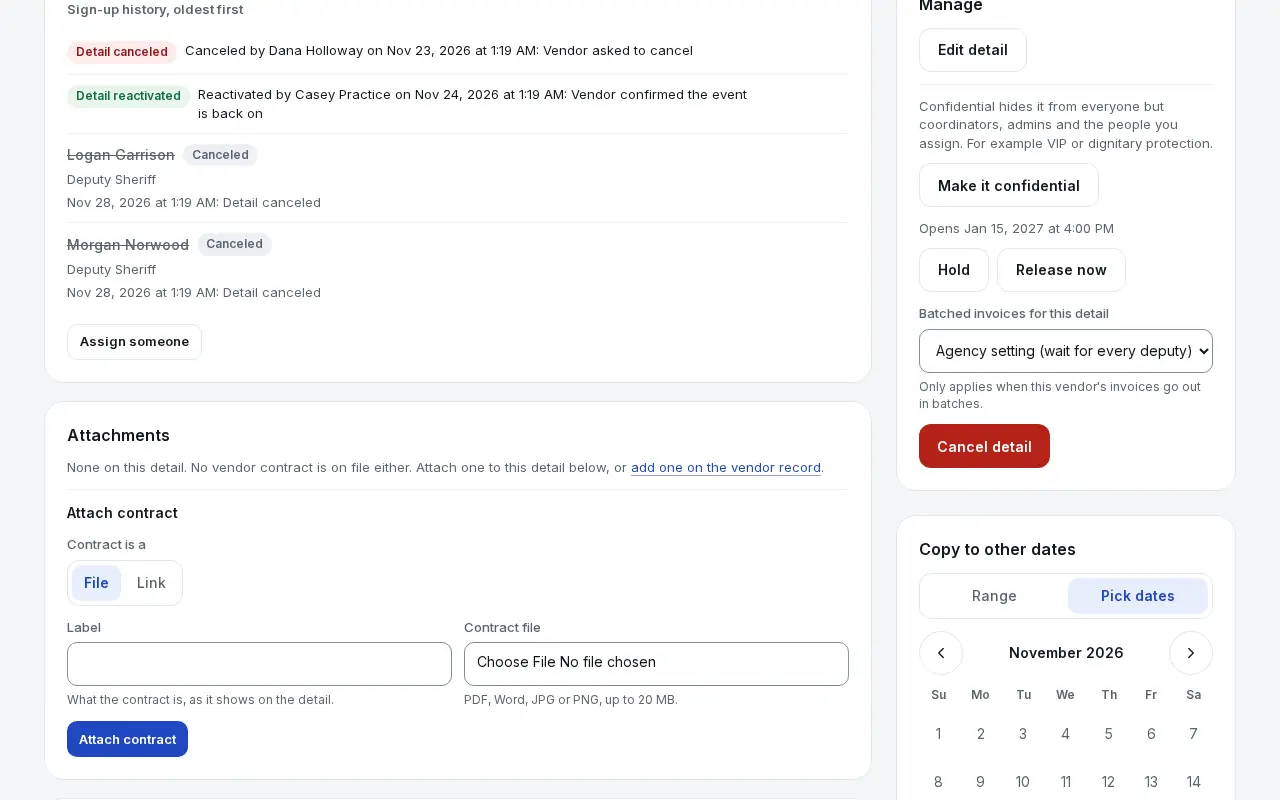 Sign-up history, oldest first
Detail canceled Canceled by Dana Holloway on Nov 23, 2026 at 1:19 AM: Vendor asked to cancel
Detail reactivated Reactivated by Casey Practice on Nov 24, 2026 at 1:19 AM: Vendor confirmed the event
is back on
Logan Garrison Canceled
Deputy Sheriff
Nov 28, 2026 at 1:19 AM: Detail canceled
Morgan Norwood Canceled
Deputy Sheriff
Nov 28, 2026 at 1:19 AM: Detail canceled
Assign someone
Attachments
None on this detail. No vendor contract is on file either. Attach one to this detail below, or add one on the vendor record.
Attach contract
Contract is a
File Link
Label
What the contract is, as it shows on the detail.
Contract file
Choose File No file chosen
PDF, Word, JPG or PNG, up to 20 MB.
Attach contract
Manage
Edit detail
Confidential hides it from everyone but
coordinators, admins and the people you
assign. For example VIP or dignitary protection.
Make it confidential
Opens Jan 15, 2027 at 4:00 PM
Hold Release now
Batched invoices for this detail
Agency setting (wait for every deputy)
Only applies when this vendor's invoices go out
in batches.
Cancel detail
Copy to other dates
Range Pick dates
November 2026
Su Mo Tu We Th Fr Sa
1 2 3 4 5 6 7
8 9 10 11 12 13 14